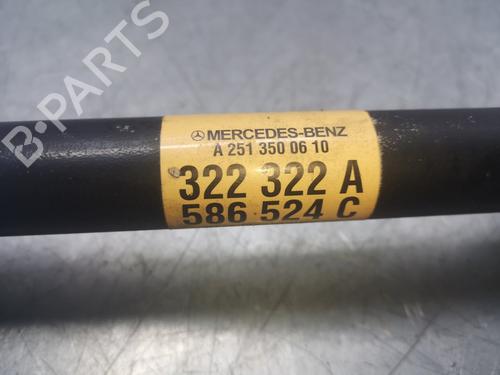 B-PARTS
MERCEDES-BENZ
A 251 350 06 10
322 322 A
586 524 C